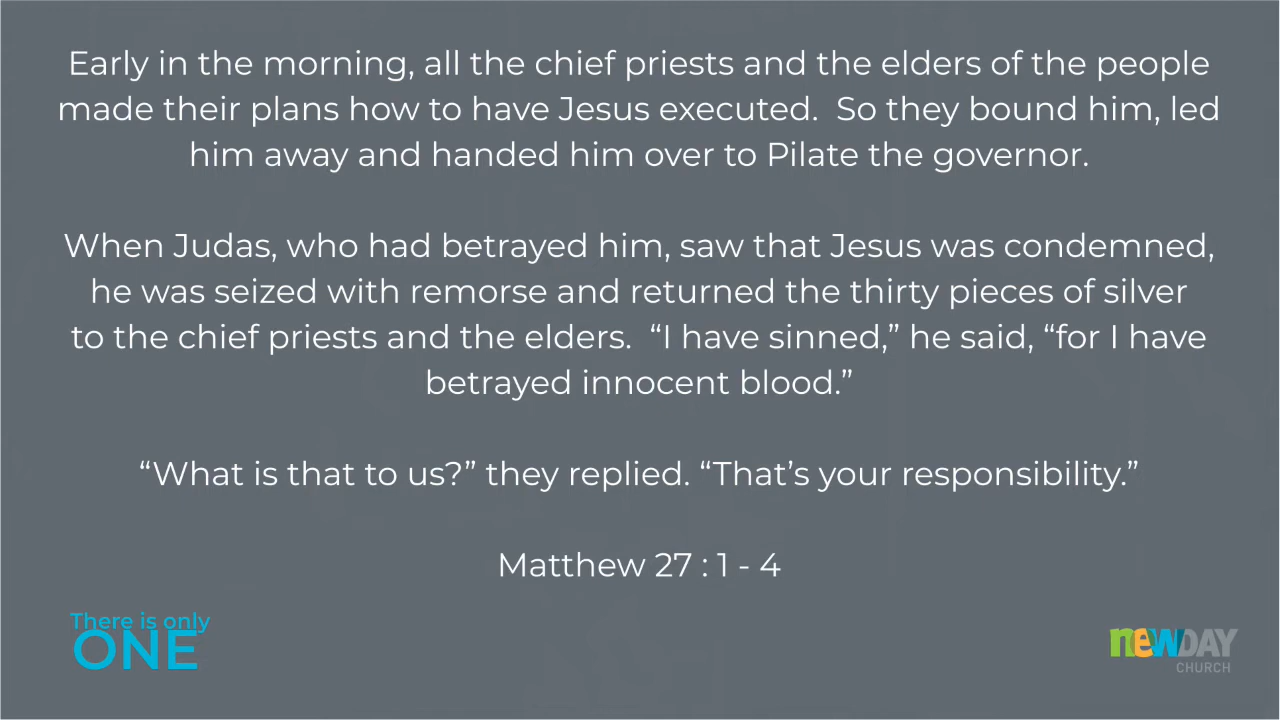 Early in the morning, all the chief priests and the elders of the people
made their plans how to have Jesus executed.  So they bound him, led
him away and handed him over to Pilate the governor.
When Judas, who had betrayed him, saw that Jesus was condemned,
he was seized with remorse and returned the thirty pieces of silver
to the chief priests and the elders.  “I have sinned,” he said, “for I have
betrayed innocent blood.”
“What is that to us?” they replied. “That’s your responsibility.”
Matthew 27 : 1 - 4
There is only
ONE
newDAY
CHURCH